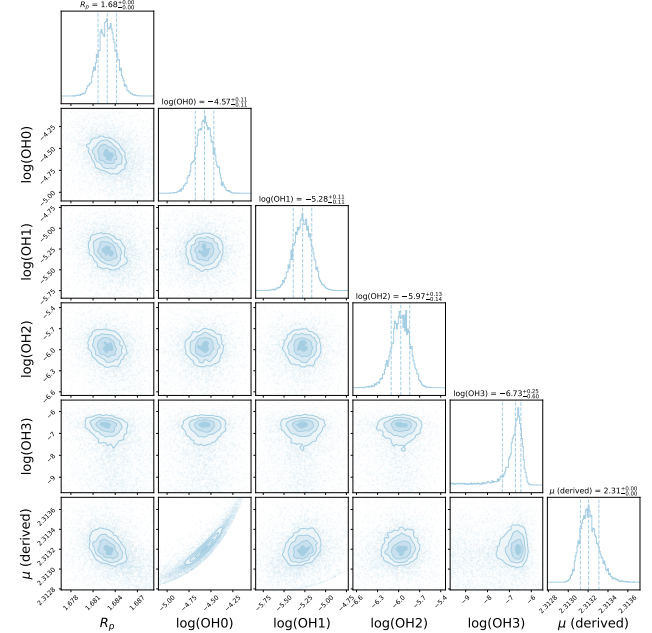 R_p = 1.68^{+0.00}_{-0.00}
log(OH0) = −4.57^{+0.11}_{-0.11}
−4.25
−4.50
−4.75
−5.00
log(OH0)
log(OH1) = −5.28^{+0.11}_{-0.11}
−4.75
−5.00
−5.25
−5.50
−5.75
log(OH1)
log(OH2) = −5.97^{+0.13}_{-0.14}
−5.4
−5.7
−6.0
−6.3
−6.6
log(OH2)
log(OH3) = −6.73^{+0.25}_{-0.60}
−6
−7
−8
−9
log(OH3)
μ (derived) = 2.31^{+0.00}_{-0.00}
2.3136
2.3134
2.3132
2.3130
2.3128
μ (derived)
1.678 1.681 1.684 1.687
−5.00 −4.75 −4.50 −4.25
−5.75 −5.50 −5.25 −5.00 −4.75
−6.6 −6.3 −6.0 −5.7 −5.4
−9 −8 −7 −6
2.3128 2.3130 2.3132 2.3134 2.3136
R_p log(OH0) log(OH1) log(OH2) log(OH3) μ (derived)